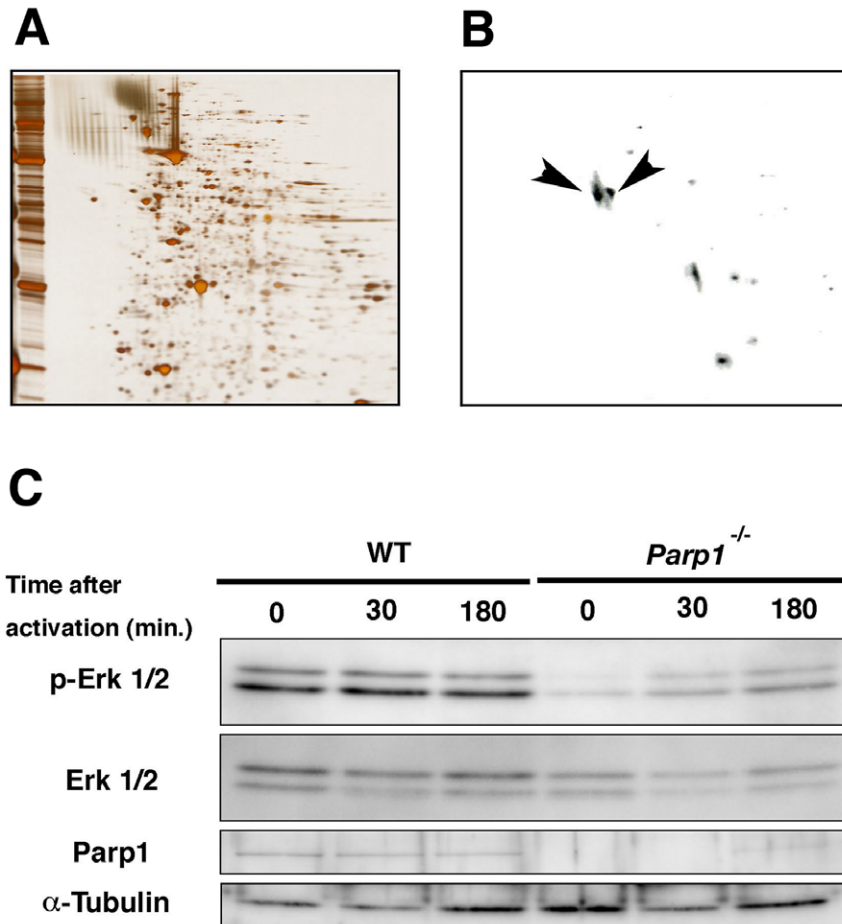 A
B
C
WT
Parp1 -/-
Time after
activation (min.)
0 30 180 0 30 180
p-Erk 1/2
Erk 1/2
Parp1
α-Tubulin